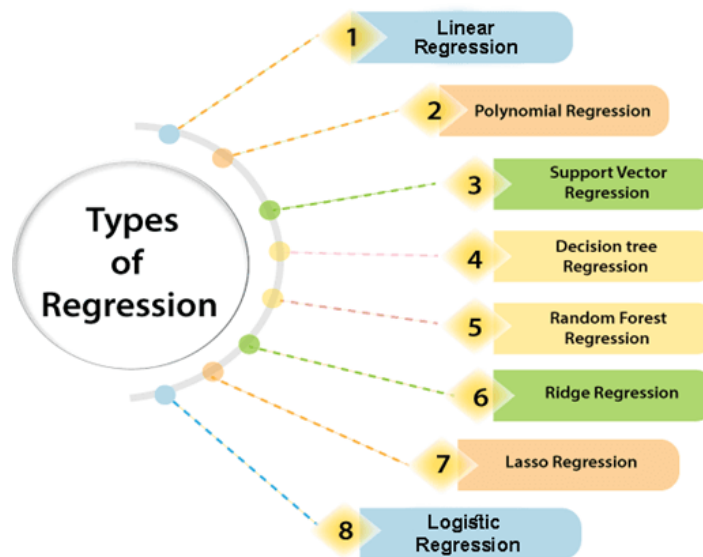 Types
of
Regression
1
Linear
Regression
2
Polynomial Regression
3
Support Vector
Regression
4
Decision tree
Regression
5
Random Forest
Regression
6
Ridge Regression
7
Lasso Regression
8
Logistic
Regression